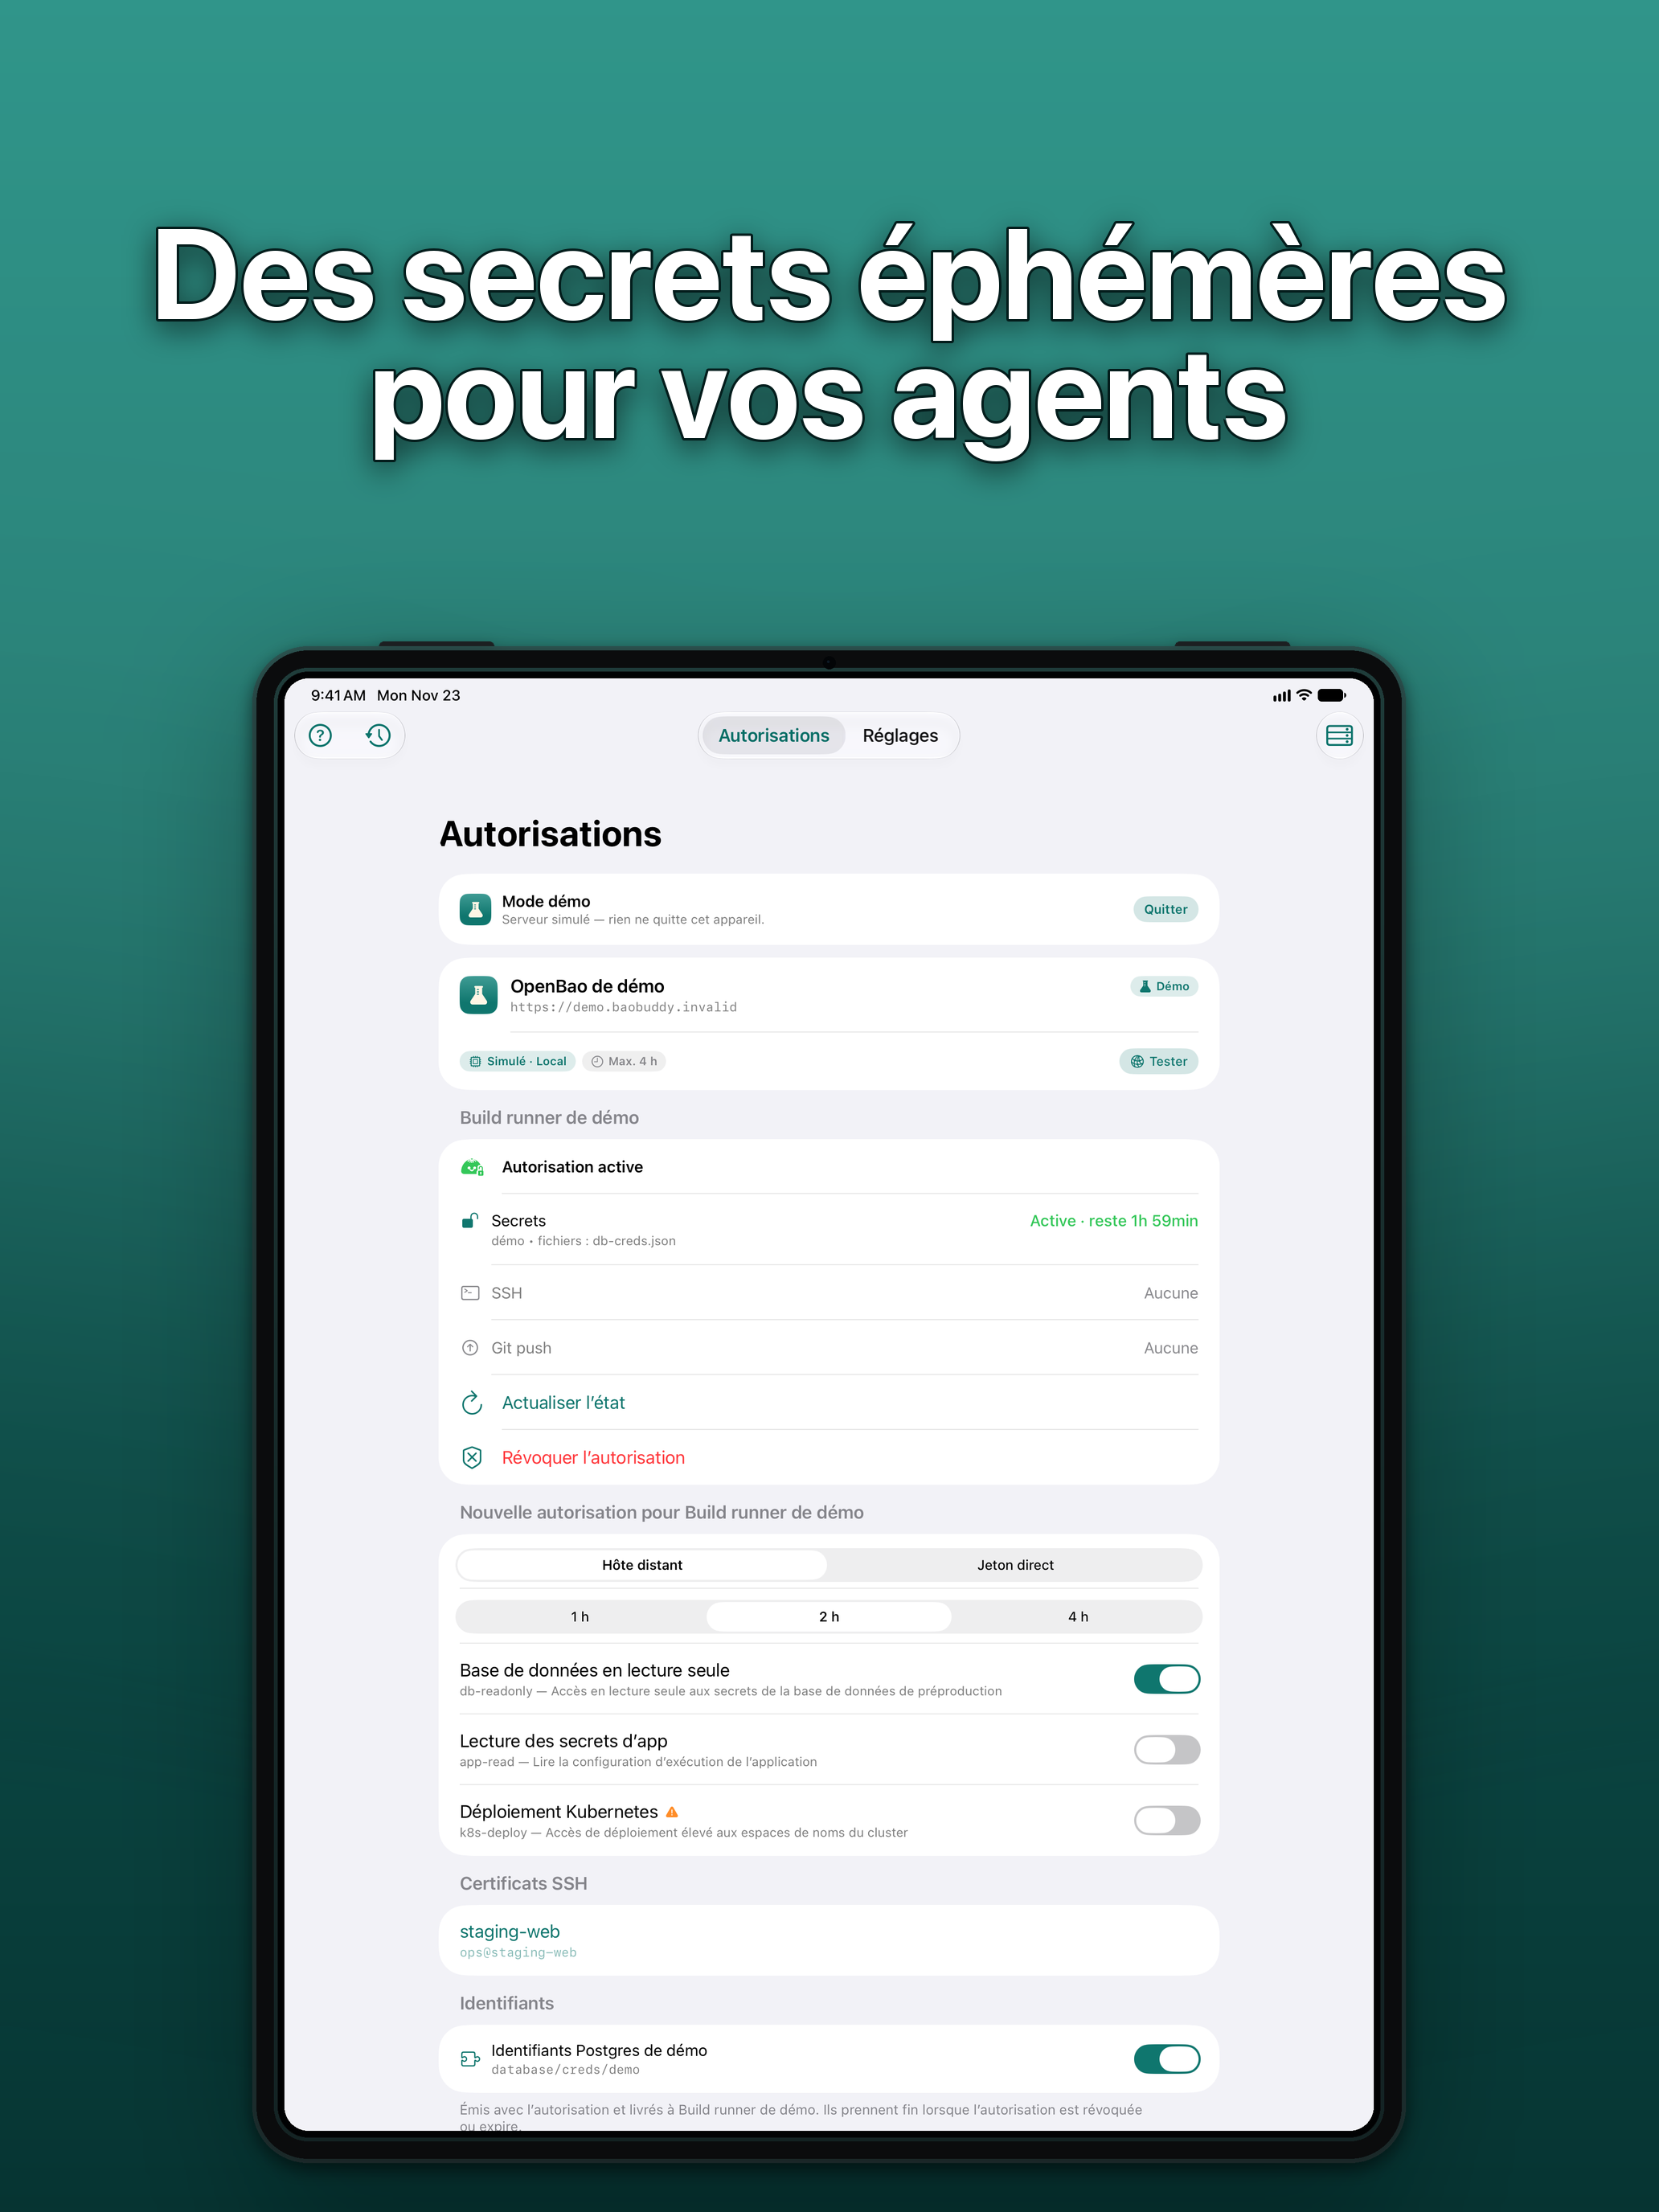 Des secrets éphémères
pour vos agents
9:41 AM Mon Nov 23
Autorisations
Réglages
Autorisations
Mode démo
Serveur simulé — rien ne quitte cet appareil.
Quitter
OpenBao de démo
https://demo.baobuddy.invalid
Démo
Simulé · Local
Max. 4 h
Tester
Build runner de démo
Autorisation active
Secrets
démo • fichiers : db-creds.json
Active · reste 1h 59min
SSH
Aucune
Git push
Aucune
Actualiser l’état
Révoquer l’autorisation
Nouvelle autorisation pour Build runner de démo
Hôte distant
Jeton direct
1 h
2 h
4 h
Base de données en lecture seule
db-readonly — Accès en lecture seule aux secrets de la base de données de préproduction
Lecture des secrets d’app
app-read — Lire la configuration d’exécution de l’application
Déploiement Kubernetes
k8s-deploy — Accès de déploiement élevé aux espaces de noms du cluster
Certificats SSH
staging-web
ops@staging-web
Identifiants
Identifiants Postgres de démo
database/creds/demo
Émis avec l’autorisation et livrés à Build runner de démo. Ils prennent fin lorsque l’autorisation est révoquée
ou expire.